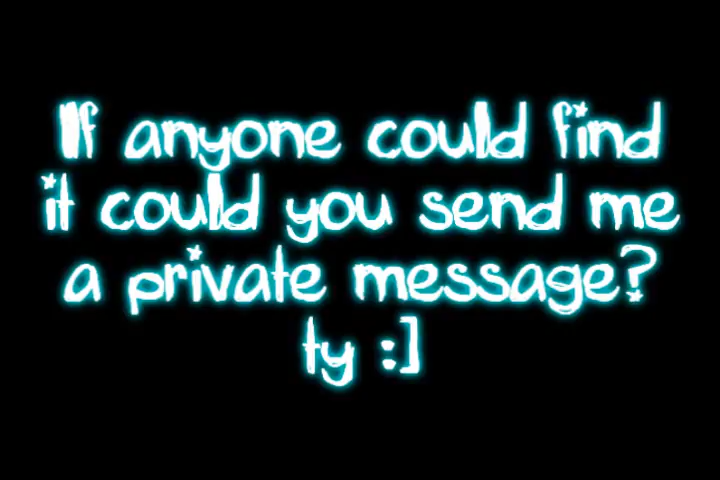 If anyone could find
it could you send me
a private message?
ty :]